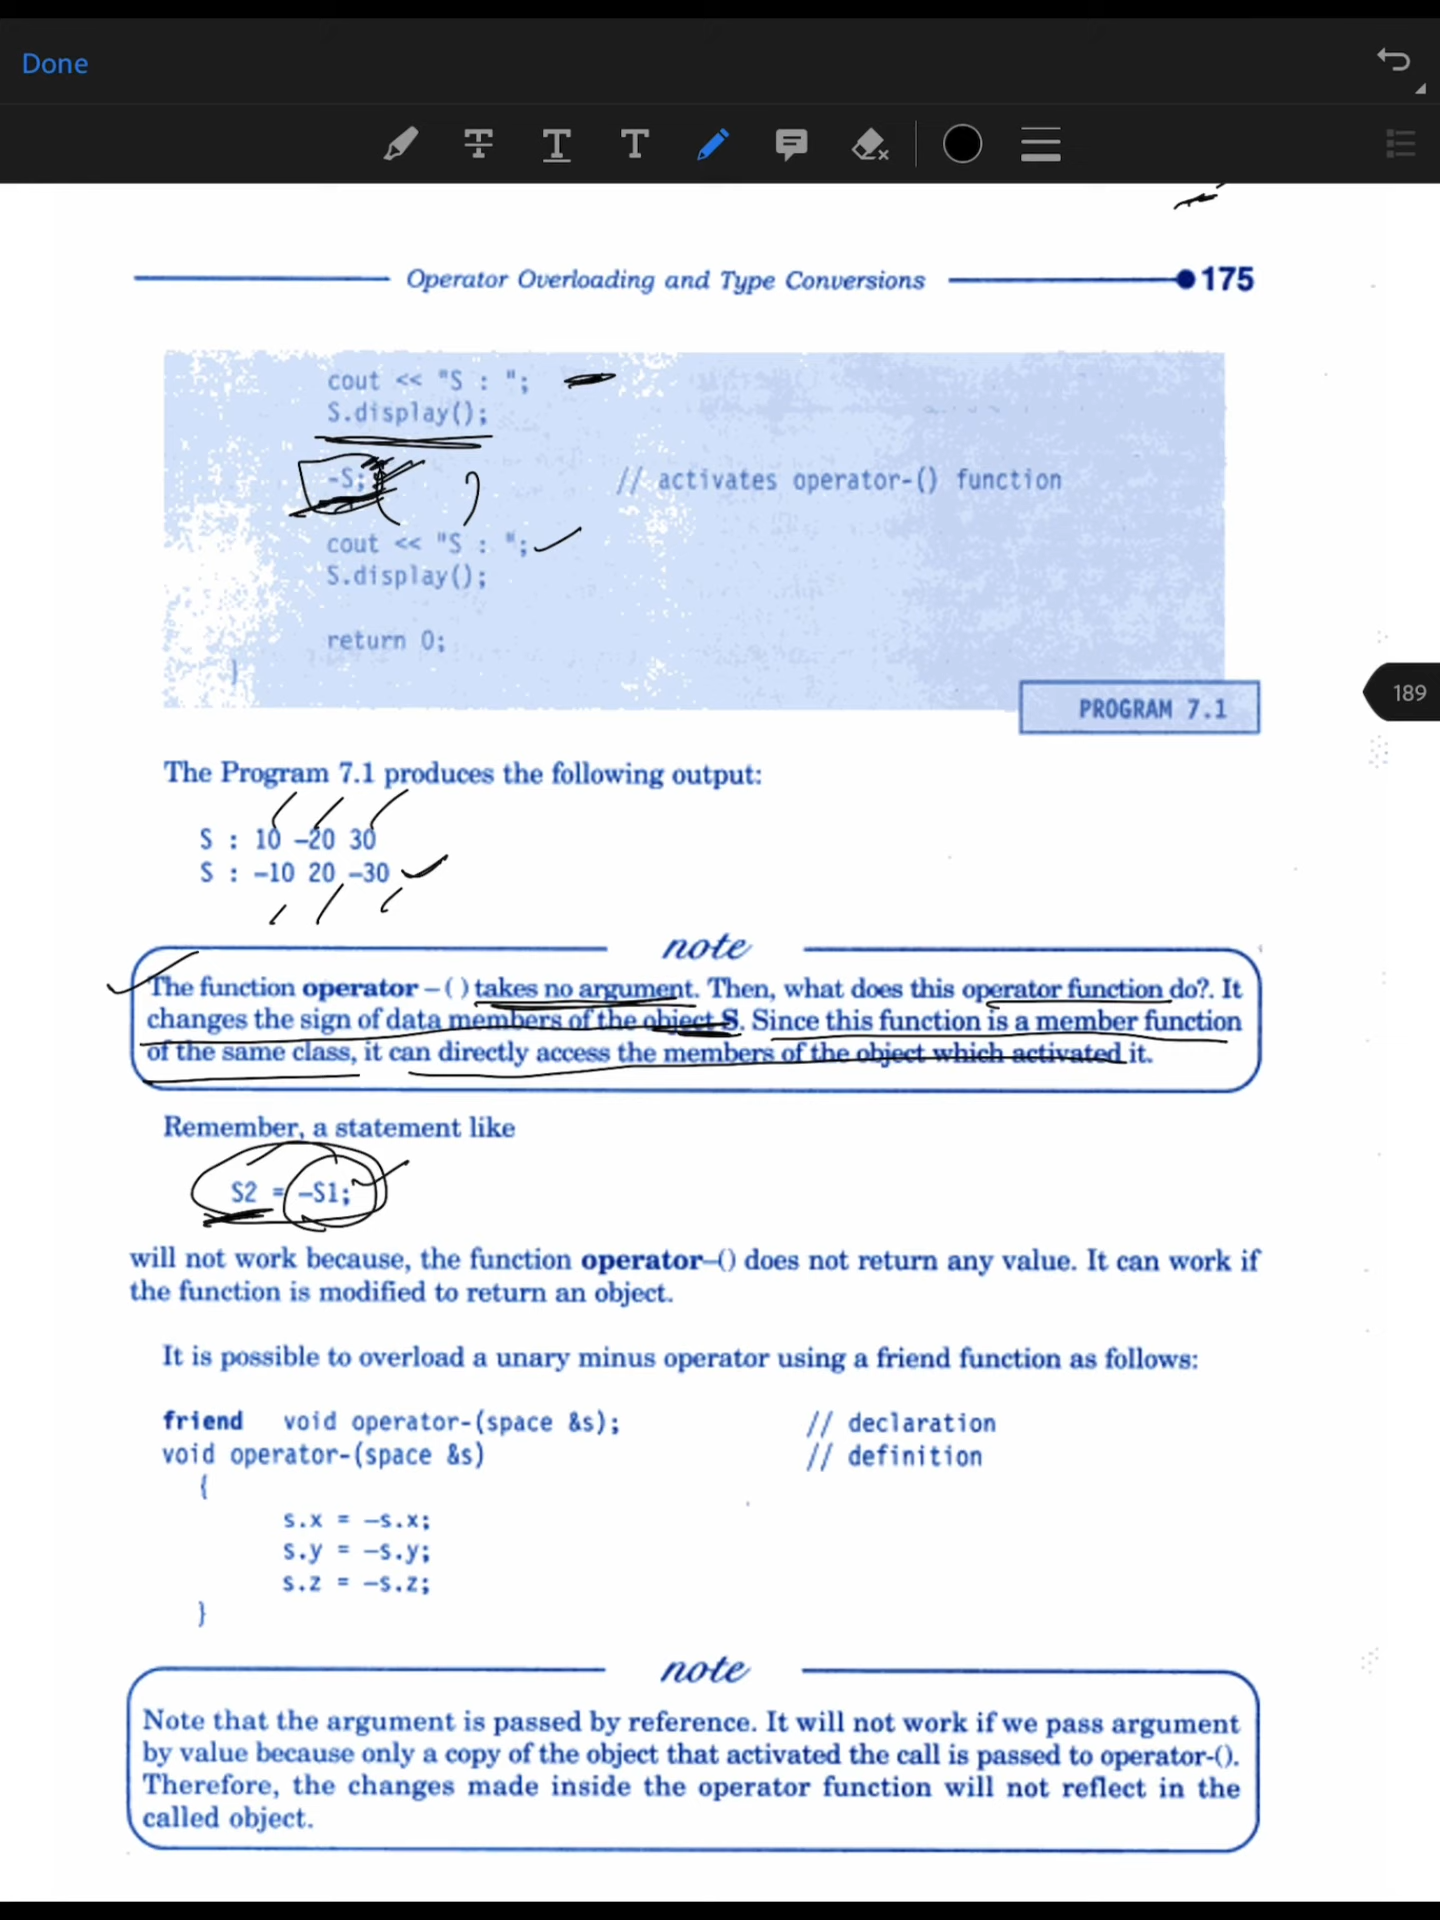 Done
Operator Overloading and Type Conversions 175
cout << "S : ";
S.display();
-S; // activates operator-() function
cout << "S : ";
S.display();
return 0;
}
PROGRAM 7.1
189
The Program 7.1 produces the following output:
S : 10 –20 30
S : –10 20 –30
note
The function operator –( ) takes no argument. Then, what does this operator function do?. It
changes the sign of data members of the object S. Since this function is a member function
of the same class, it can directly access the members of the object which activated it.
Remember, a statement like
S2 = –S1;
will not work because, the function operator–() does not return any value. It can work if
the function is modified to return an object.
It is possible to overload a unary minus operator using a friend function as follows:
friend void operator-(space &s); // declaration
void operator-(space &s) // definition
{
s.x = –s.x;
s.y = –s.y;
s.z = –s.z;
}
note
Note that the argument is passed by reference. It will not work if we pass argument
by value because only a copy of the object that activated the call is passed to operator-().
Therefore, the changes made inside the operator function will not reflect in the
called object.